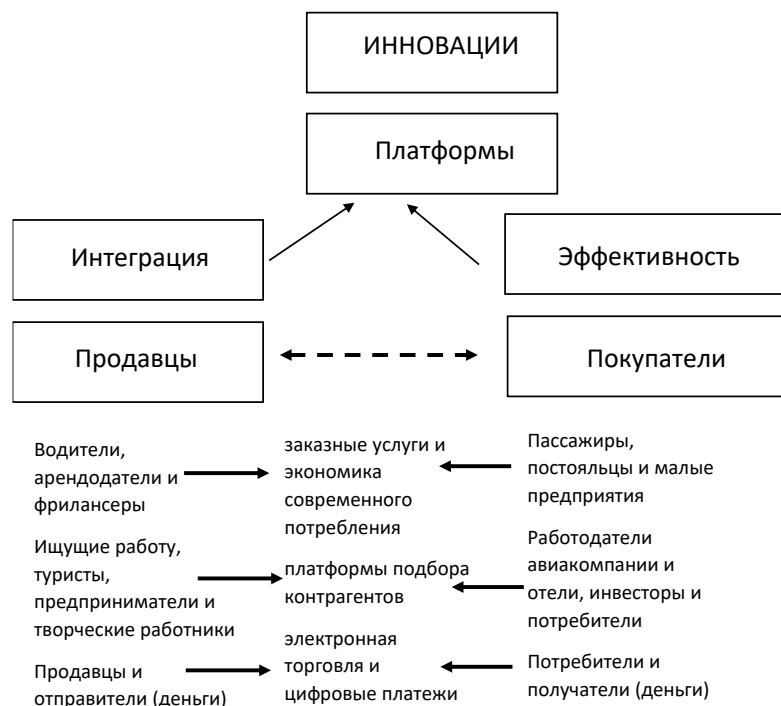 ИННОВАЦИИ
Платформы
Интеграция
Эффективность
Продавцы
Покупатели
Водители,
арендодатели и
фрилансеры
заказные услуги и
экономика
современного
потребления
Пассажиры,
постояльцы и малые
предприятия
Ищущие работу,
туристы,
предприниматели и
творческие работники
платформы подбора
контрагентов
Работодатели
авиакомпании и
отели, инвесторы и
потребители
Продавцы и
отправители (деньги)
электронная
торговля и
цифровые платежи
Потребители и
получатели (деньги)